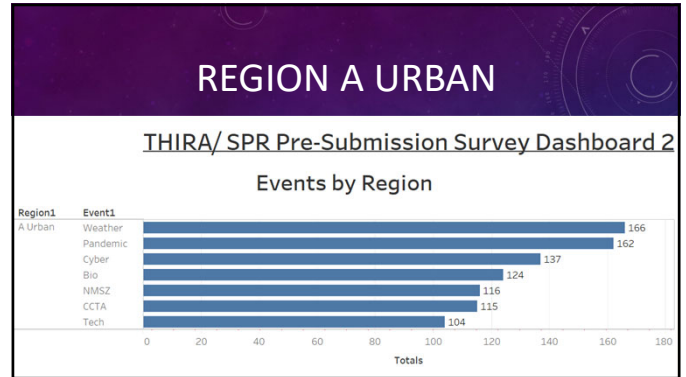 REGION A URBAN
THIRA/ SPR Pre-Submission Survey Dashboard 2
Events by Region
Region1 Event1
A Urban Weather 166
Pandemic 162
Cyber 137
Bio 124
NMSZ 116
CCTA 115
Tech 104
0 20 40 60 80 100 120 140 160 180
Totals